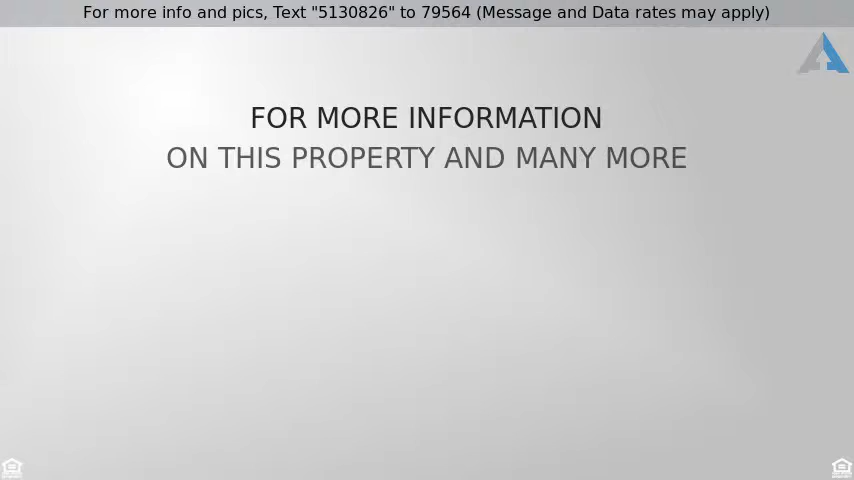 For more info and pics, Text "5130826" to 79564 (Message and Data rates may apply)
FOR MORE INFORMATION
ON THIS PROPERTY AND MANY MORE